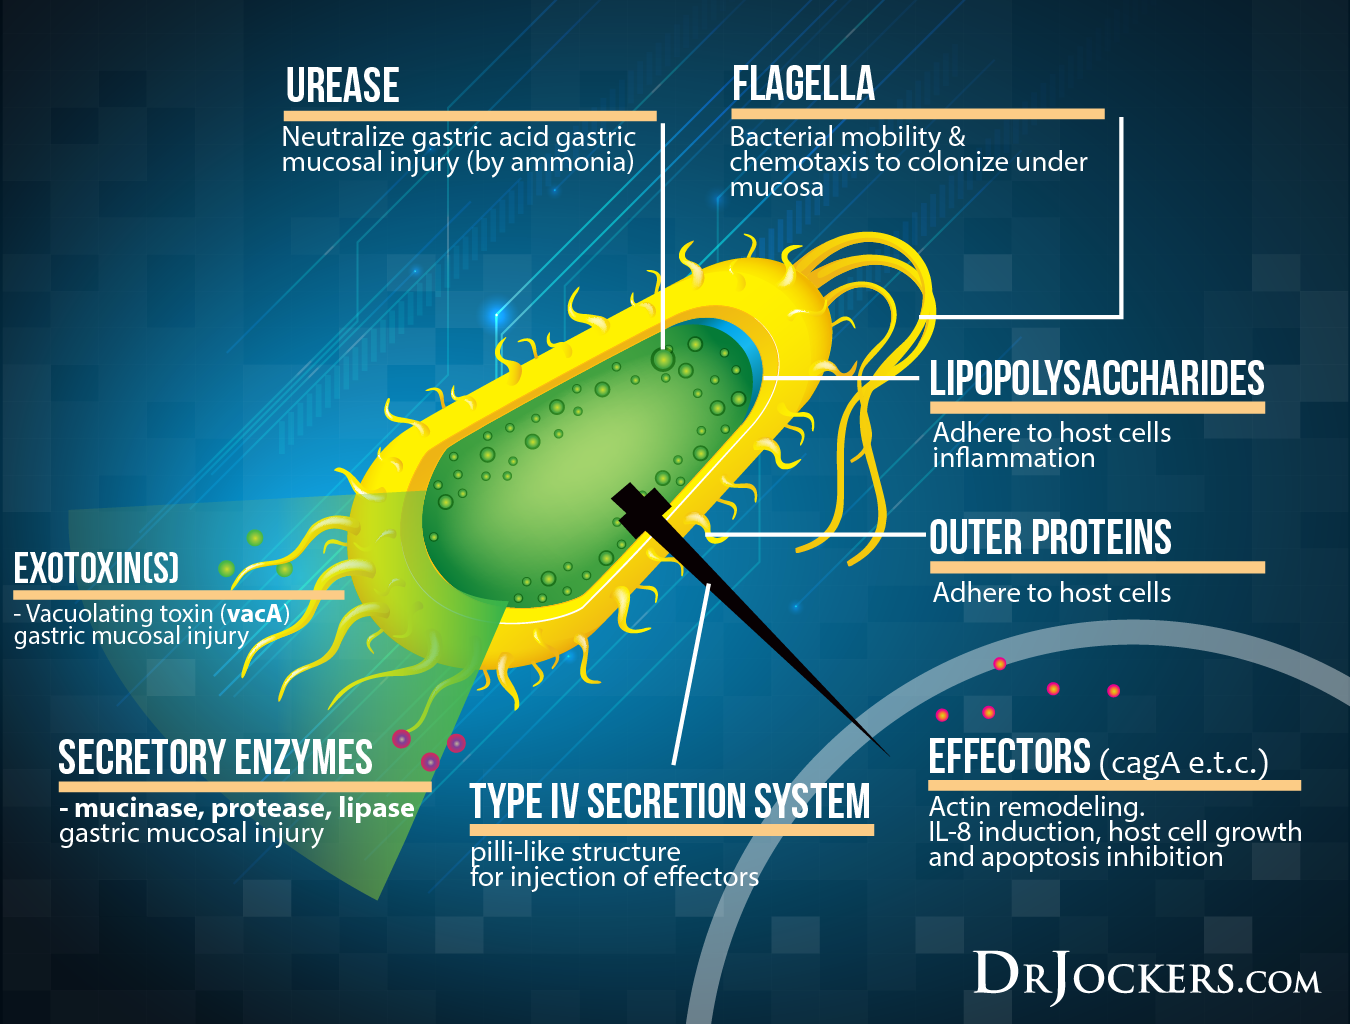 UREASE
Neutralize gastric acid gastric
mucosal injury (by ammonia)
FLAGELLA
Bacterial mobility &
chemotaxis to colonize under
mucosa
LIPOPOLYSACCHARIDES
Adhere to host cells
inflammation
OUTER PROTEINS
Adhere to host cells
EXOTOXIN(S)
- Vacuolating toxin (vacA)
gastric mucosal injury
SECRETORY ENZYMES
- mucinase, protease, lipase
gastric mucosal injury
TYPE IV SECRETION SYSTEM
pilli-like structure
for injection of effectors
EFFECTORS (cagA e.t.c.)
Actin remodeling.
IL-8 induction, host cell growth
and apoptosis inhibition
DRJOCKERS.COM